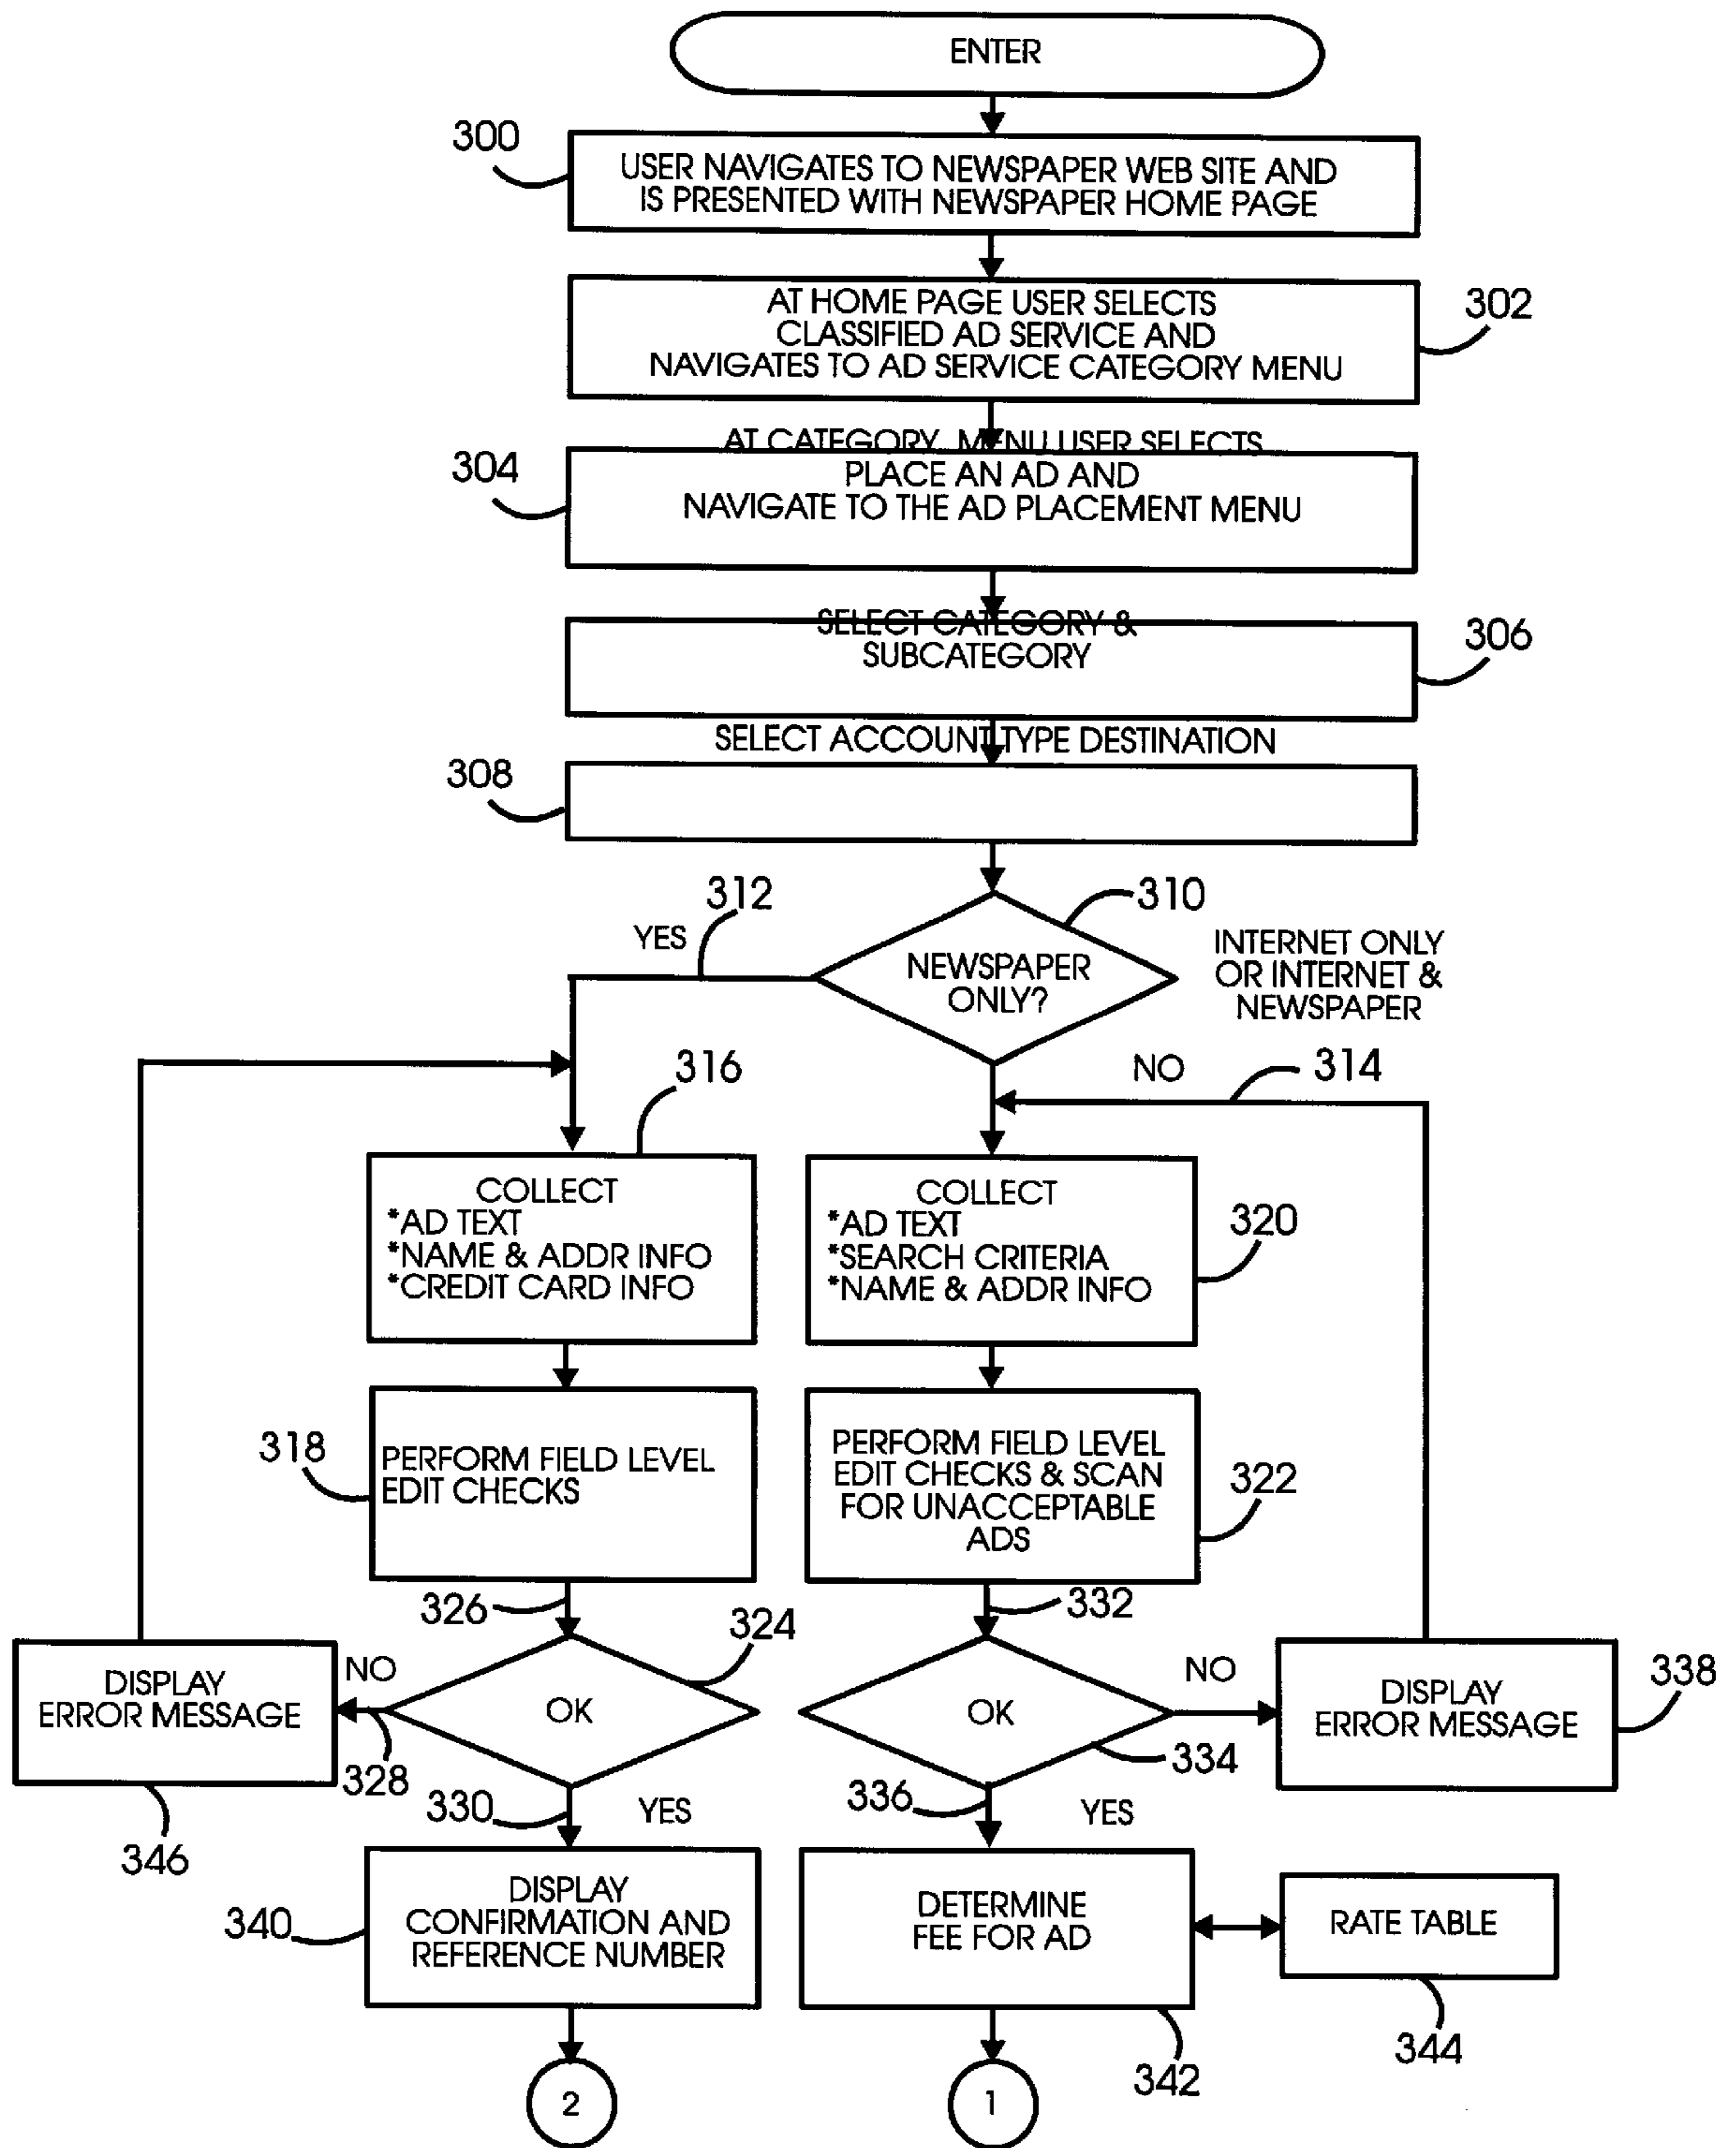 ENTER
300
USER NAVIGATES TO NEWSPAPER WEB SITE AND
IS PRESENTED WITH NEWSPAPER HOME PAGE
AT HOME PAGE USER SELECTS
CLASSIFIED AD SERVICE AND
NAVIGATES TO AD SERVICE CATEGORY MENU
302
AT CATEGORY MENU USER SELECTS
PLACE AN AD AND
NAVIGATE TO THE AD PLACEMENT MENU
304
SELECT CATEGORY &
SUBCATEGORY
306
SELECT ACCOUNT TYPE DESTINATION
308
312
310
YES
NEWSPAPER
ONLY?
INTERNET ONLY
OR INTERNET &
NEWSPAPER
NO
314
316
COLLECT
*AD TEXT
*NAME & ADDR INFO
*CREDIT CARD INFO
COLLECT
*AD TEXT
*SEARCH CRITERIA
*NAME & ADDR INFO
320
318
PERFORM FIELD LEVEL
EDIT CHECKS
PERFORM FIELD LEVEL
EDIT CHECKS & SCAN
FOR UNACCEPTABLE
ADS
322
326
324
332
DISPLAY
ERROR MESSAGE
NO
OK
OK
NO
DISPLAY
ERROR MESSAGE
338
328
334
346
330
YES
336
YES
340
DISPLAY
CONFIRMATION AND
REFERENCE NUMBER
DETERMINE
FEE FOR AD
RATE TABLE
344
342
2
1